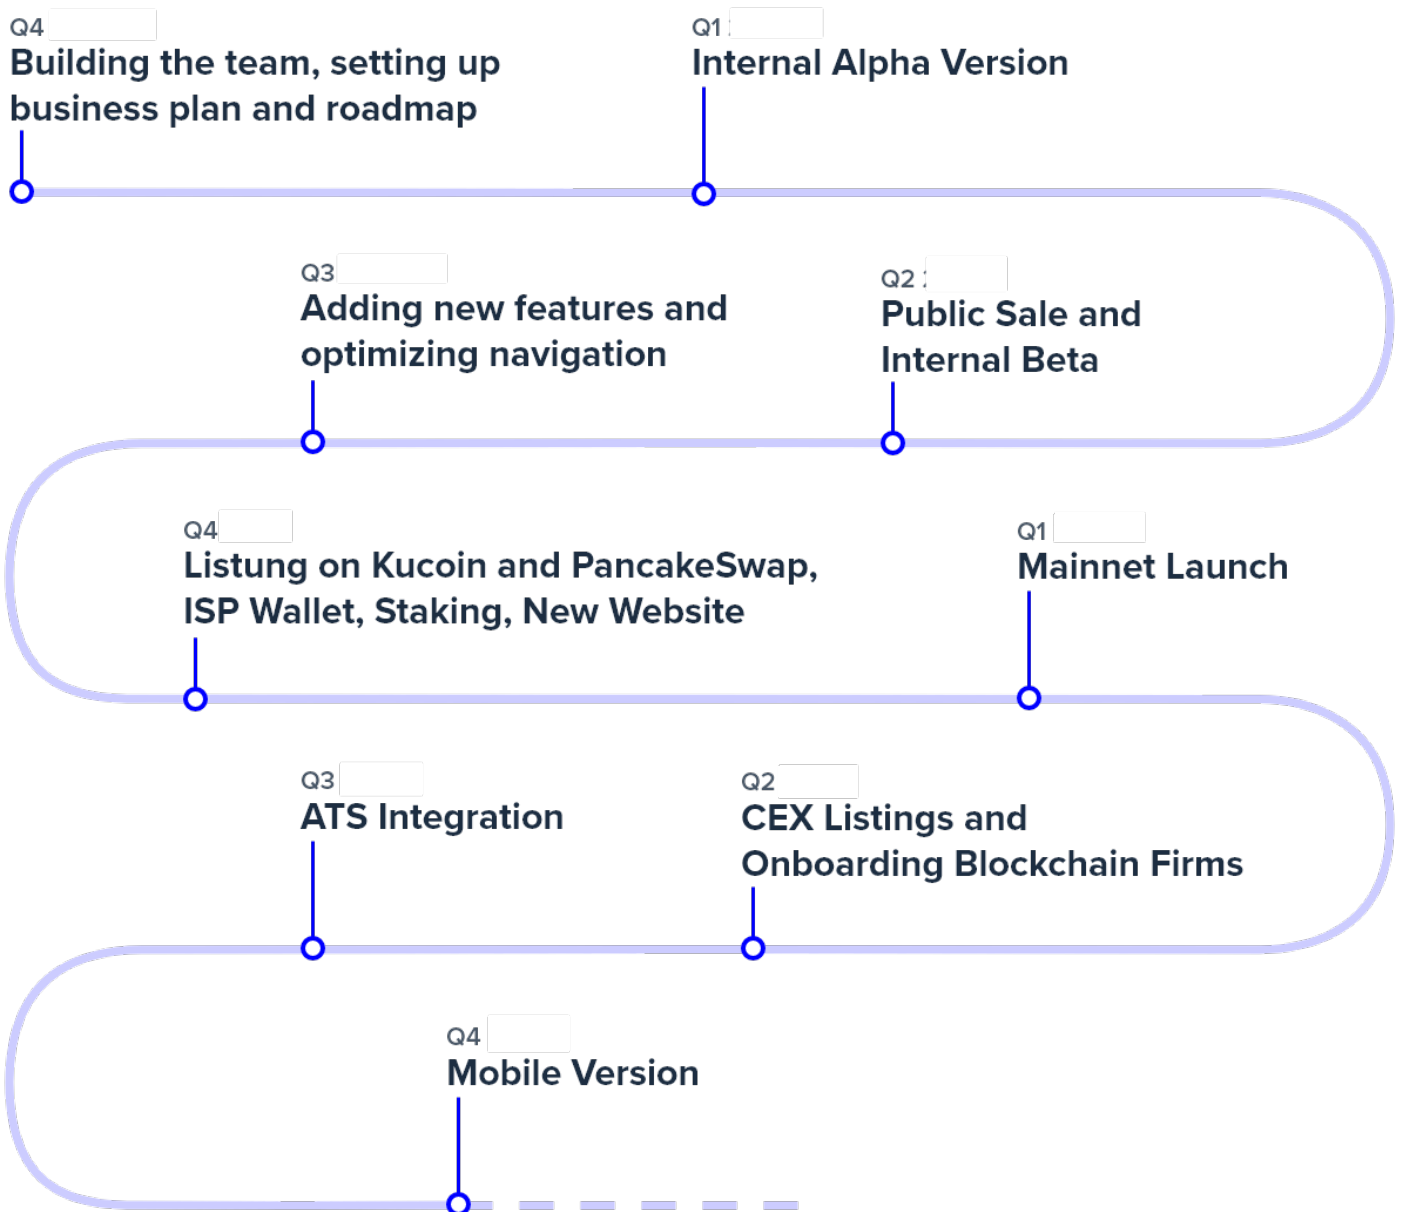 Q4
Building the team, setting up
business plan and roadmap
Q1
Internal Alpha Version
Q2
Public Sale and
Internal Beta
Q3
Adding new features and
optimizing navigation
Q4
Listung on Kucoin and PancakeSwap,
ISP Wallet, Staking, New Website
Q1
Mainnet Launch
Q2
CEX Listings and
Onboarding Blockchain Firms
Q3
ATS Integration
Q4
Mobile Version